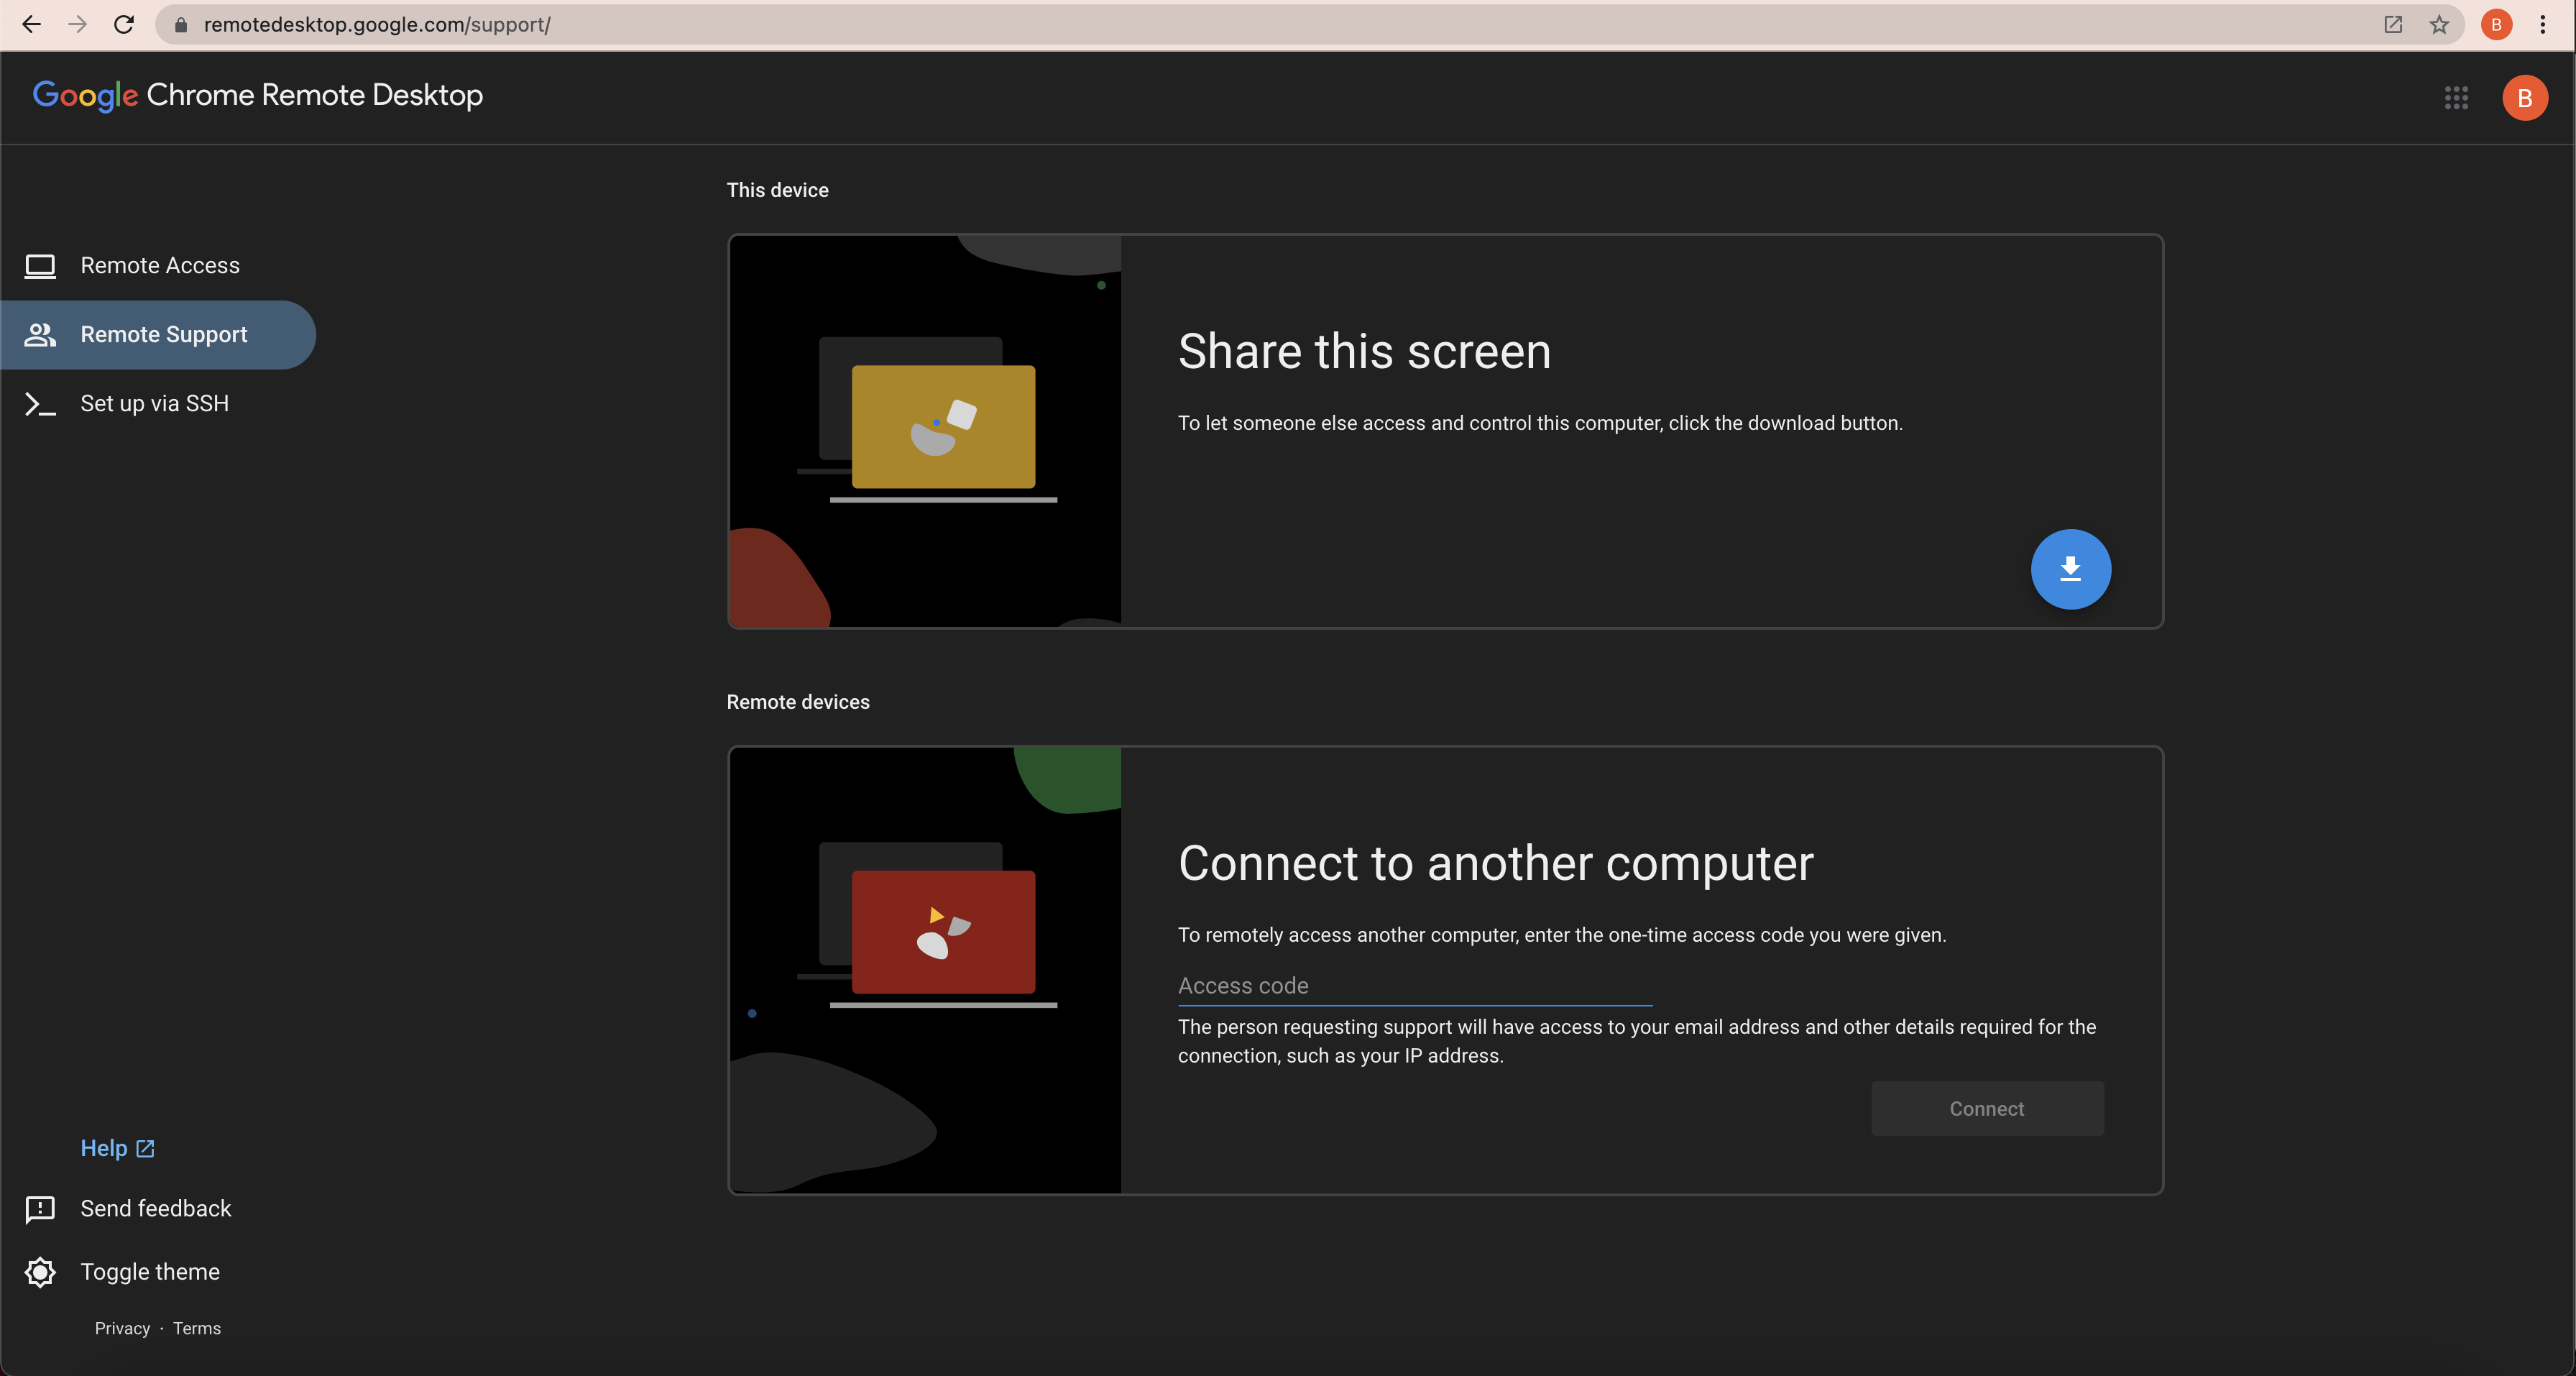 remotedesktop.google.com/support/
B
Google Chrome Remote Desktop
B
Remote Access
Remote Support
Set up via SSH
Help
Send feedback
Toggle theme
Privacy · Terms
This device
Share this screen
To let someone else access and control this computer, click the download button.
Remote devices
Connect to another computer
To remotely access another computer, enter the one-time access code you were given.
Access code
The person requesting support will have access to your email address and other details required for the
connection, such as your IP address.
Connect